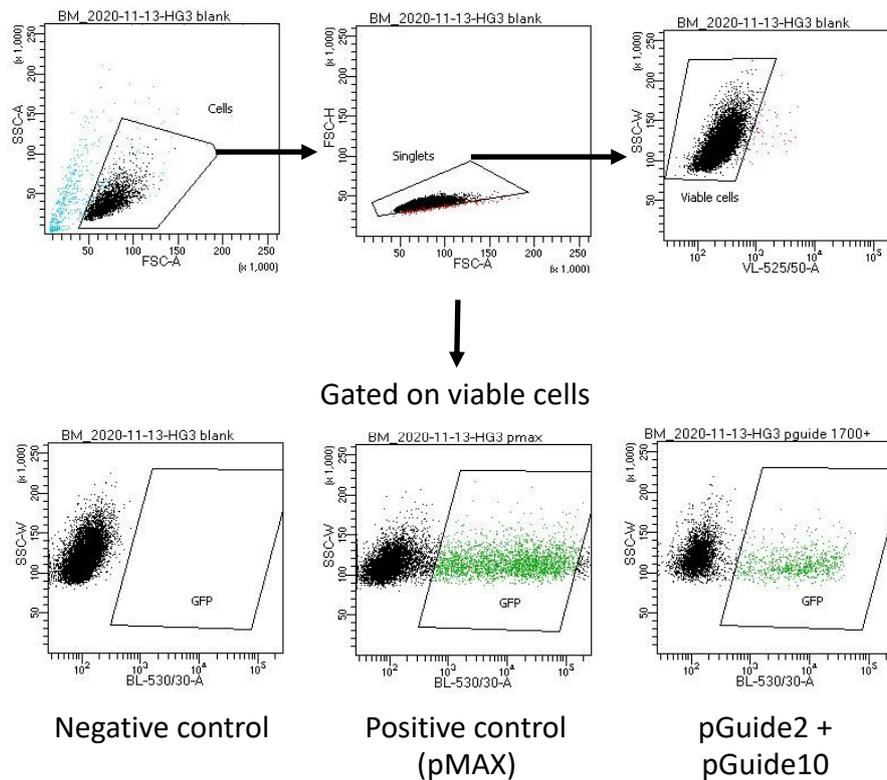 BM_2020-11-13-HG3 blank
SSC-A
(x 1,000)
50 100 150 200 250
Cells
50 100 150 200 250
FSC-A
(x 1,000)
BM_2020-11-13-HG3 blank
FSC-H
(x 1,000)
50 100 150 200 250
Singlets
50 100 150 200 250
FSC-A
(x 1,000)
BM_2020-11-13-HG3 blank
SSC-W
(x 1,000)
50 100 150 200 250
Viable cells
10² 10³ 10⁴ 10⁵
VL-525/50-A
Gated on viable cells
BM_2020-11-13-HG3 blank
SSC-W
(x 1,000)
50 100 150 200 250
GFP
10² 10³ 10⁴ 10⁵
BL-530/30-A
Negative control
BM_2020-11-13-HG3 pmax
SSC-W
(x 1,000)
50 100 150 200 250
GFP
10² 10³ 10⁴ 10⁵
BL-530/30-A
Positive control
(pMAX)
BM_2020-11-13-HG3 pguide 1700+
SSC-W
(x 1,000)
50 100 150 200 250
GFP
10² 10³ 10⁴ 10⁵
BL-530/30-A
pGuide2 +
pGuide10